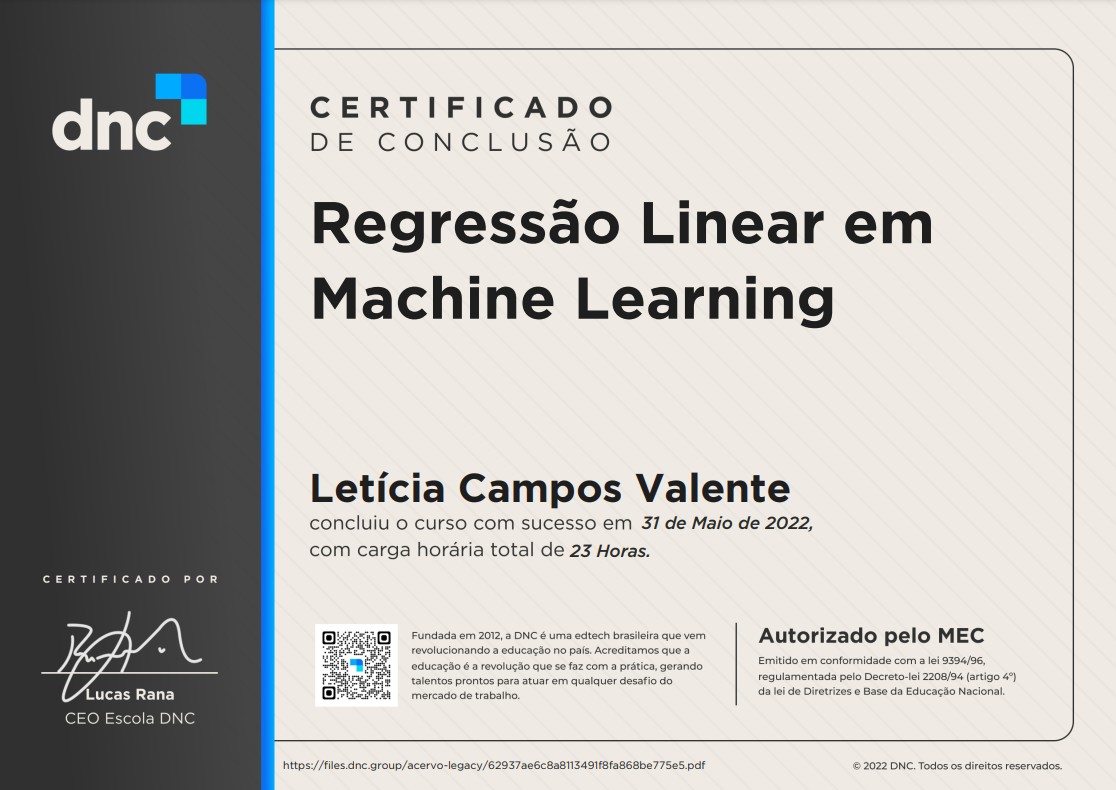 dnc
CERTIFICADO
DE CONCLUSÃO
Regressão Linear em
Machine Learning
Letícia Campos Valente
concluiu o curso com sucesso em 31 de Maio de 2022,
com carga horária total de 23 Horas.
CERTIFICADO POR
Lucas Rana
CEO Escola DNC
Fundada em 2012, a DNC é uma edtech brasileira que vem
revolucionando a educação no país. Acreditamos que a
educação é a revolução que se faz com a prática, gerando
talentos prontos para atuar em qualquer desafio do
mercado de trabalho.
Autorizado pelo MEC
Emitido em conformidade com a lei 9394/96,
regulamentada pelo Decreto-lei 2208/94 (artigo 4º)
da lei de Diretrizes e Base da Educação Nacional.
https://files.dnc.group/acervo-legacy/62937ae6c8a8113491f8fa868be775e5.pdf
© 2022 DNC. Todos os direitos reservados.